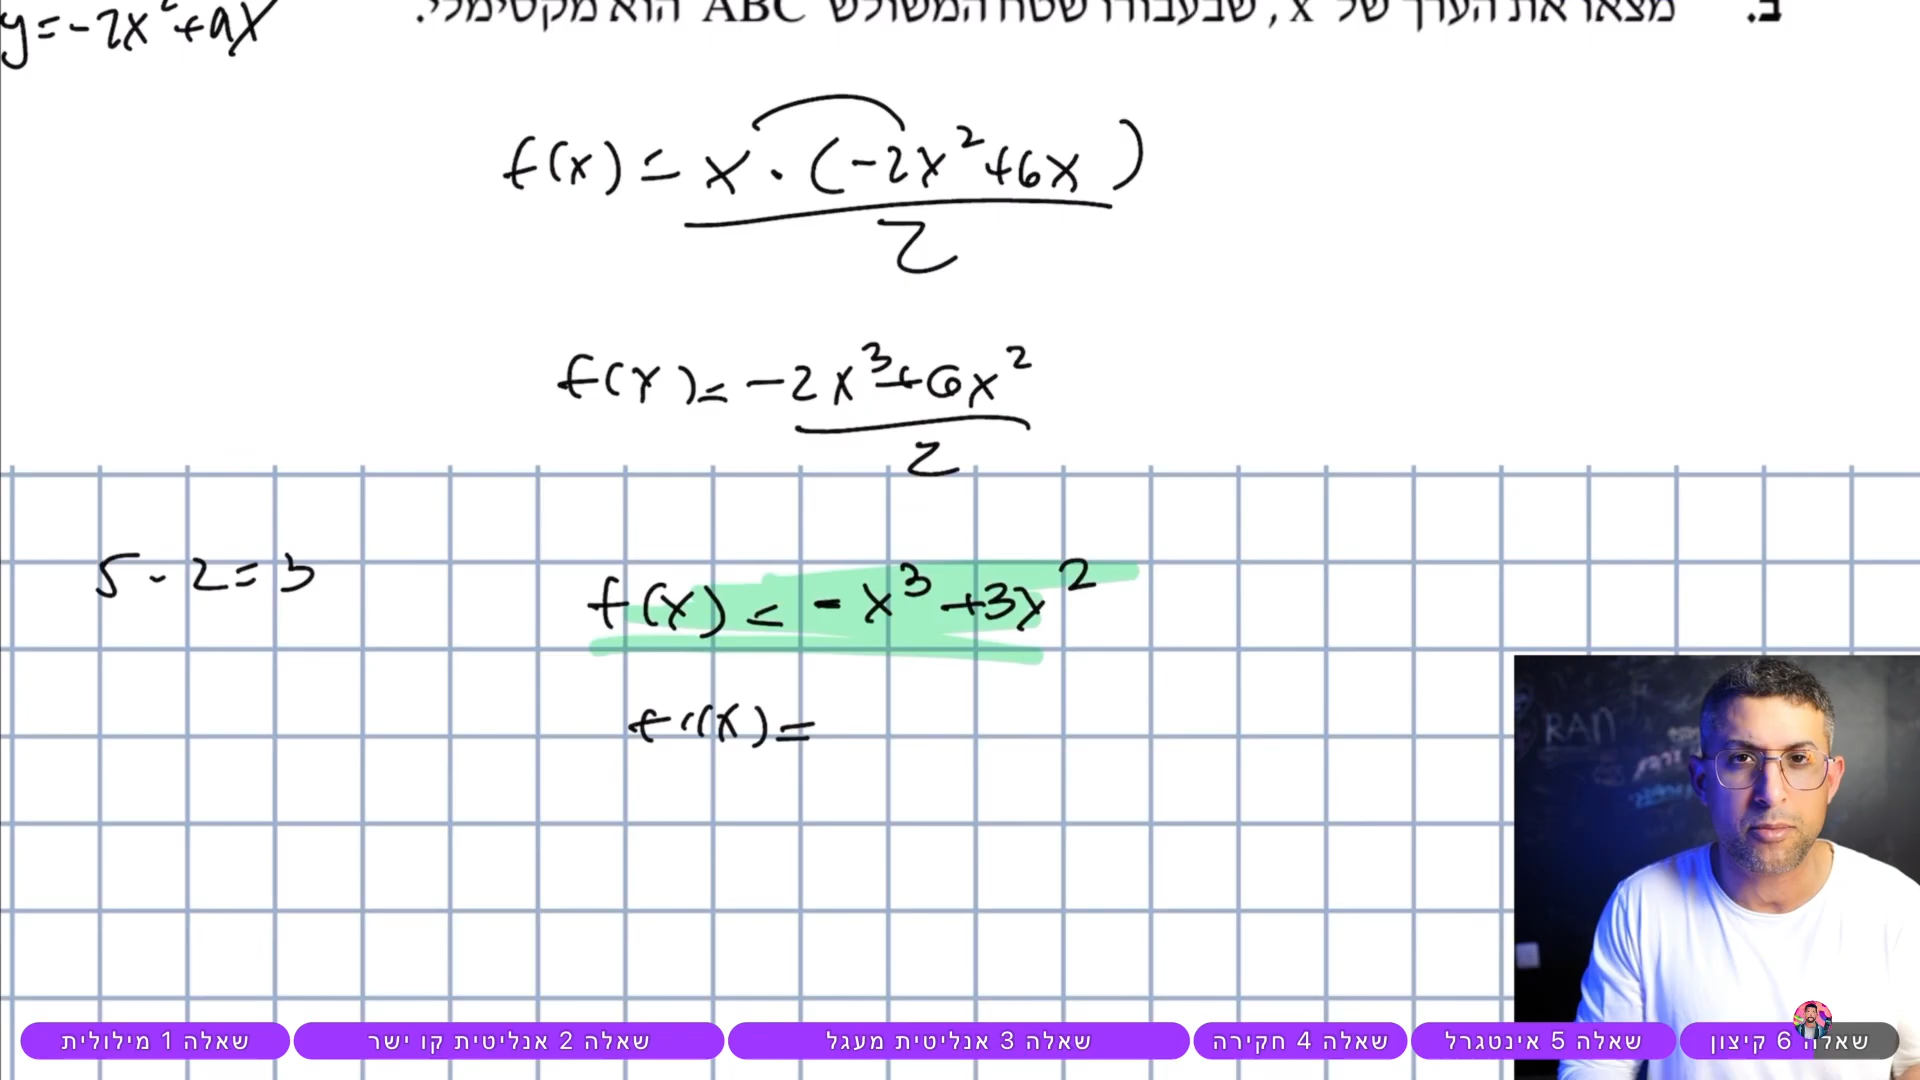 ב. מצאו את הערך של x, שבעבורו שטח המשולש ABC הוא מקסימלי.
y=-2x²+ax
f(x)=x·(-2x²+6x)
2
f(x)=-2x³+6x²
2
5-2=3
f(x)=-x³+3x²
f'(x)=
RAN
שאלה 1 מילולית
שאלה 2 אנליטית קו ישר
שאלה 3 אנליטית מעגל
שאלה 4 חקירה
שאלה 5 אינטגרל
שאלה 6 קיצון